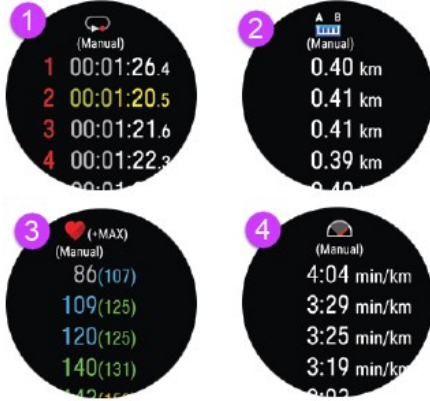 1
(Manual)
1 00:01:26.4
2 00:01:20.5
3 00:01:21.6
4 00:01:22.3
2
A B
(Manual)
0.40 km
0.41 km
0.41 km
0.39 km
3
(+MAX)
(Manual)
86(107)
109(125)
120(125)
140(131)
4
(Manual)
4:04 min/km
3:29 min/km
3:25 min/km
3:19 min/km